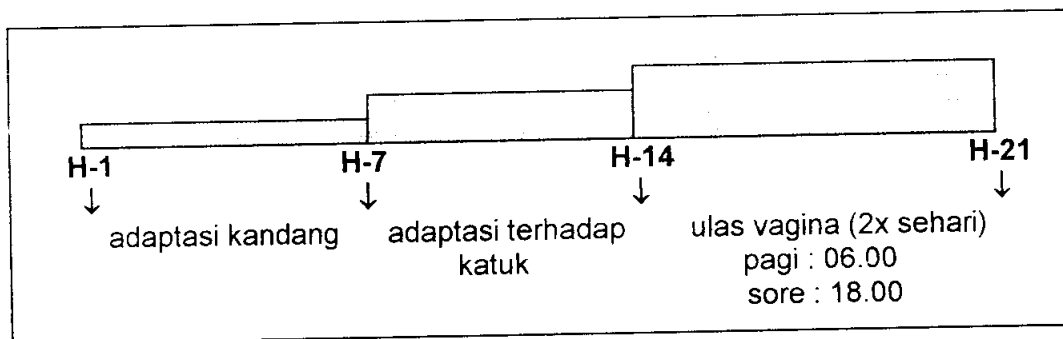 H-1 H-7 H-14 H-21
↓ ↓ ↓ ↓
adaptasi kandang adaptasi terhadap ulas vagina (2x sehari)
katuk pagi : 06.00
sore : 18.00